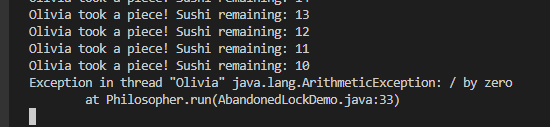 Olivia took a piece! Sushi remaining: 14
Olivia took a piece! Sushi remaining: 13
Olivia took a piece! Sushi remaining: 12
Olivia took a piece! Sushi remaining: 11
Olivia took a piece! Sushi remaining: 10
Exception in thread "Olivia" java.lang.ArithmeticException: / by zero
        at Philosopher.run(AbandonedLockDemo.java:33)